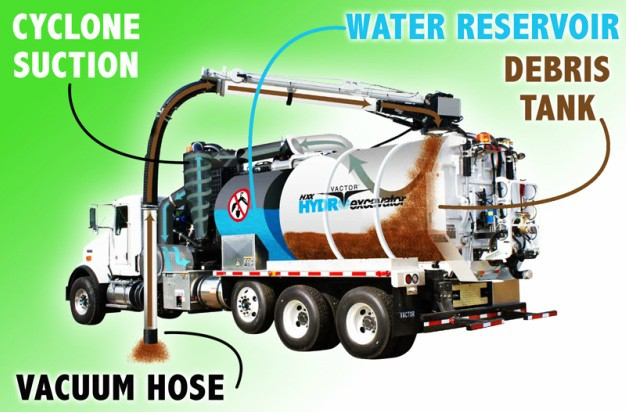 CYCLONE
SUCTION
WATER RESERVOIR
DEBRIS
TANK
VACTOR
HXX
HYDRO excavator
VACTOR
VACUUM HOSE